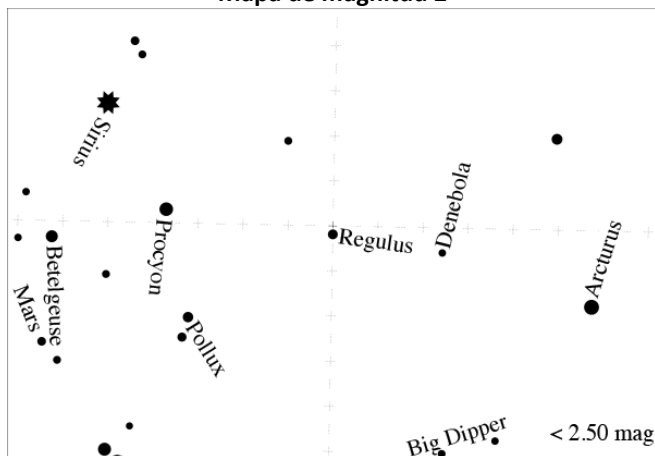 Mapa de magnitud 2
Sirius
Denebola
Procyon
Regulus
Arcturus
Betelgeuse
Mars
Pollux
Big Dipper
< 2.50 mag